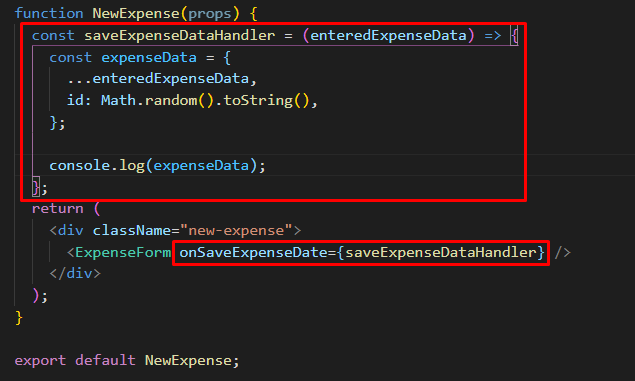 function NewExpense(props) {
  const saveExpenseDataHandler = (enteredExpenseData) => {
    const expenseData = {
      ...enteredExpenseData,
      id: Math.random().toString(),
    };
    console.log(expenseData);
  };
  return (
    <div className="new-expense">
      <ExpenseForm onSaveExpenseDate={saveExpenseDataHandler} />
    </div>
  );
}
export default NewExpense;